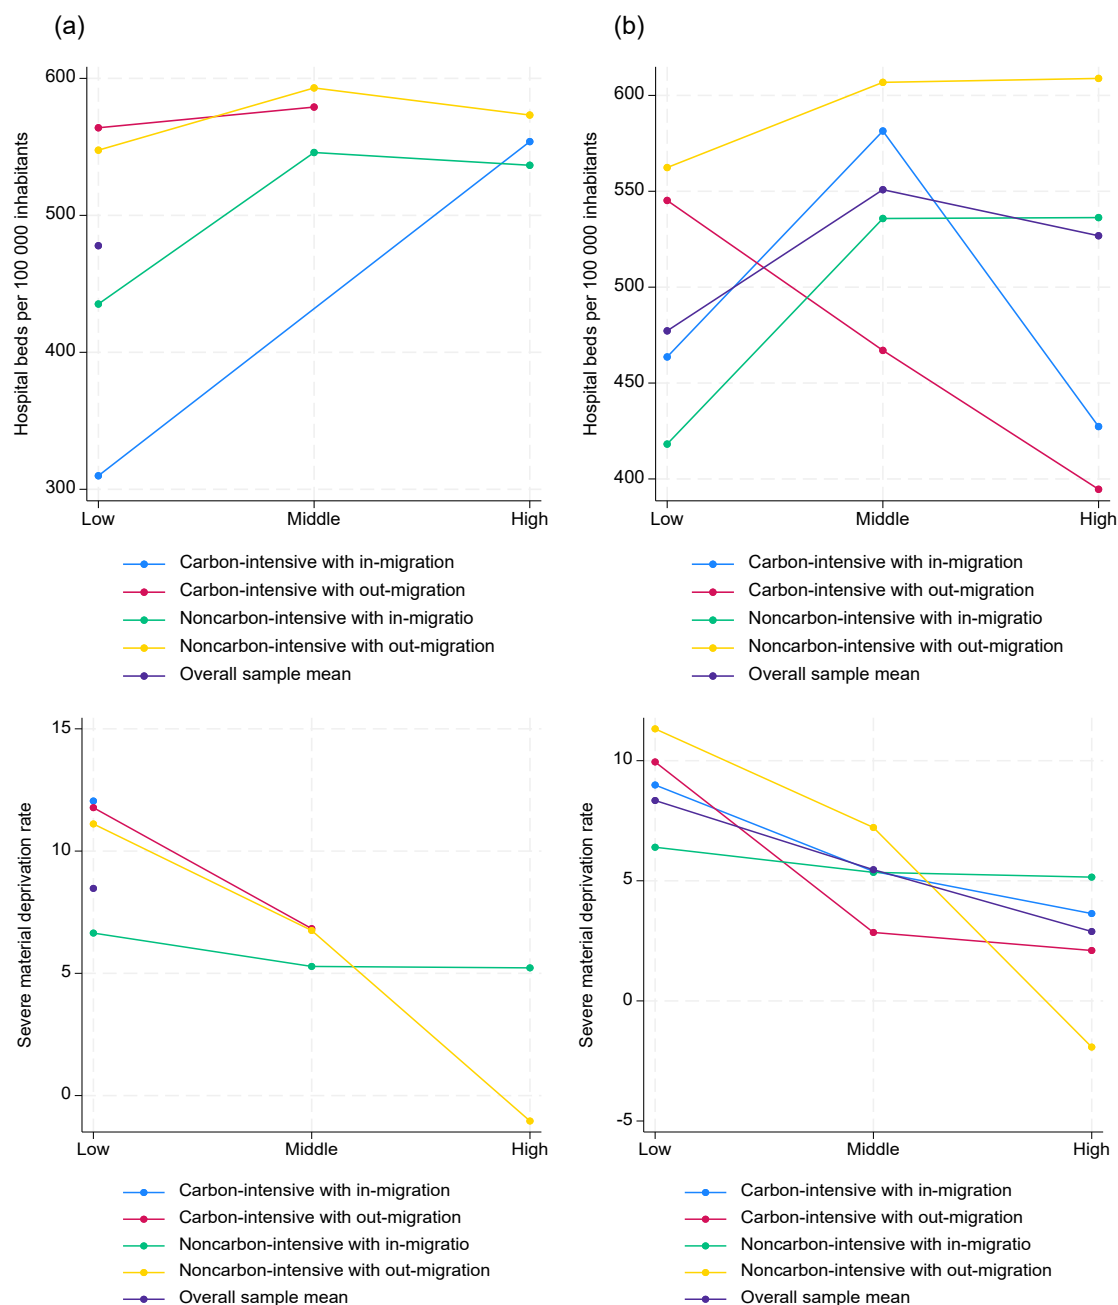 (a)
600
500
400
300
Hospital beds per 100 000 inhabitants
Low Middle High
Carbon-intensive with in-migration
Carbon-intensive with out-migration
Noncarbon-intensive with in-migratio
Noncarbon-intensive with out-migration
Overall sample mean
(b)
600
550
500
450
400
Hospital beds per 100 000 inhabitants
Low Middle High
Carbon-intensive with in-migration
Carbon-intensive with out-migration
Noncarbon-intensive with in-migratio
Noncarbon-intensive with out-migration
Overall sample mean
15
10
5
0
Severe material deprivation rate
Low Middle High
Carbon-intensive with in-migration
Carbon-intensive with out-migration
Noncarbon-intensive with in-migratio
Noncarbon-intensive with out-migration
Overall sample mean
10
5
0
-5
Severe material deprivation rate
Low Middle High
Carbon-intensive with in-migration
Carbon-intensive with out-migration
Noncarbon-intensive with in-migratio
Noncarbon-intensive with out-migration
Overall sample mean